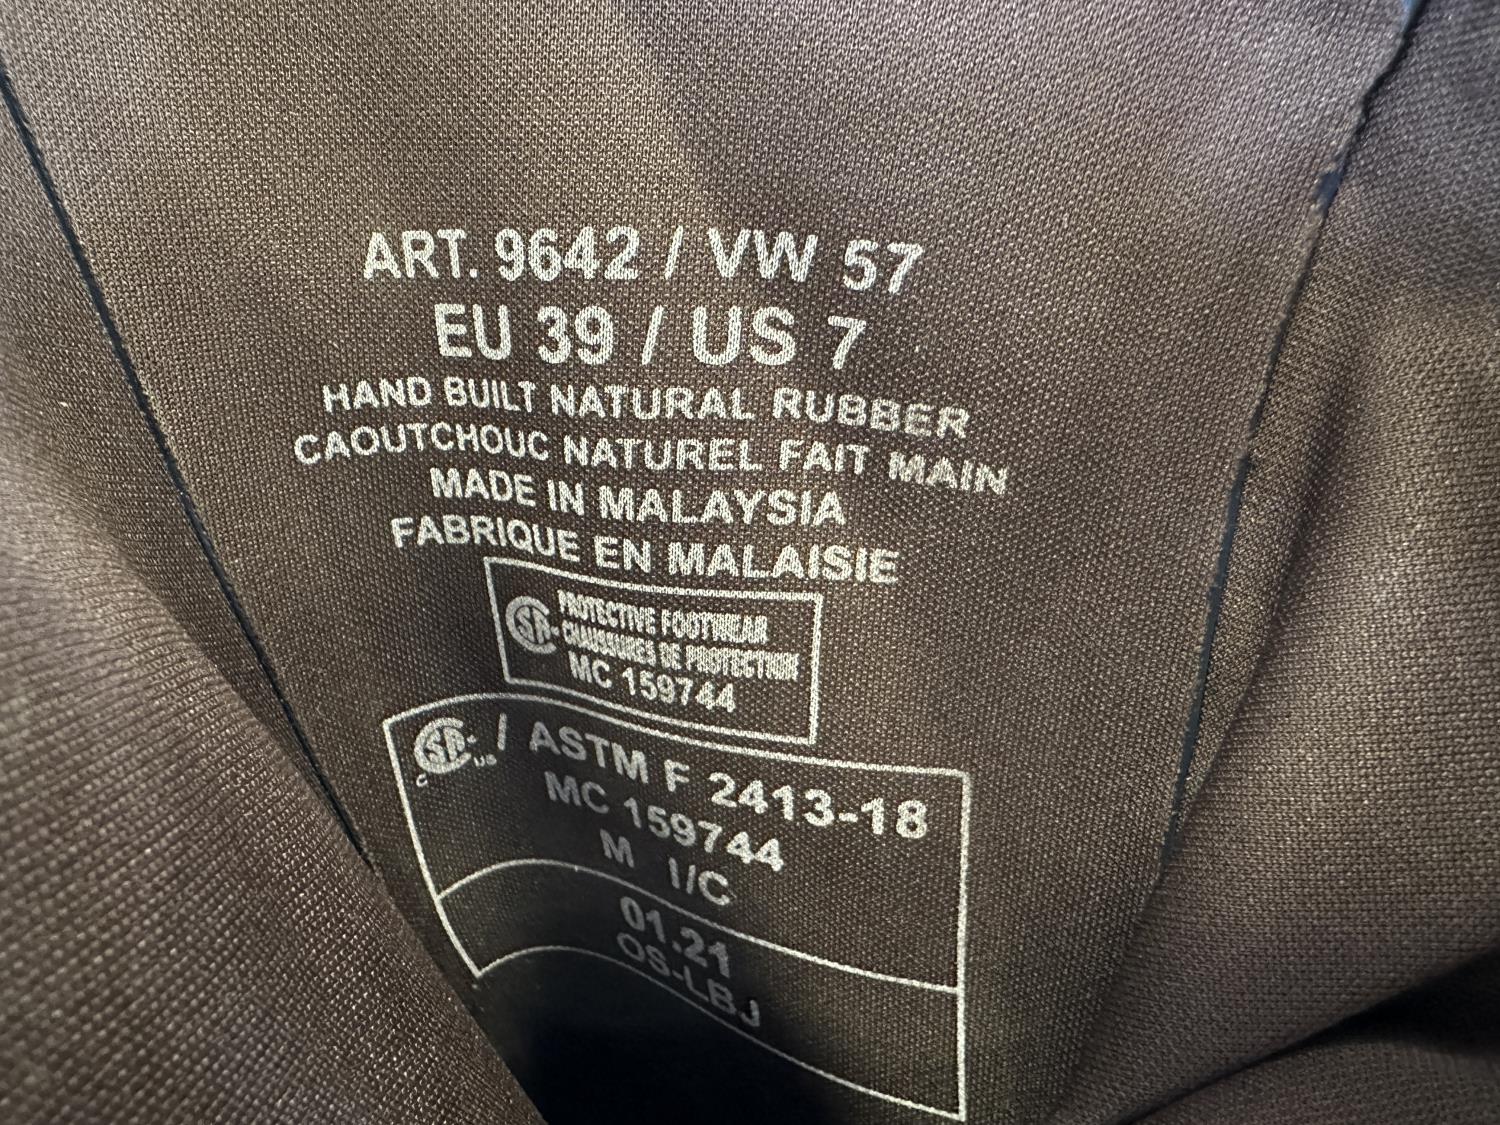 ART. 9642 / VW 57
EU 39 / US 7
HAND BUILT NATURAL RUBBER
CAOUTCHOUC NATUREL FAIT MAIN
MADE IN MALAYSIA
FABRIQUE EN MALAISIE
PROTECTIVE FOOTWEAR
CHAUSSURES DE PROTECTION
MC 159744
C US / ASTM F 2413-18
MC 159744
M I/C
01.21
OS-LBJ